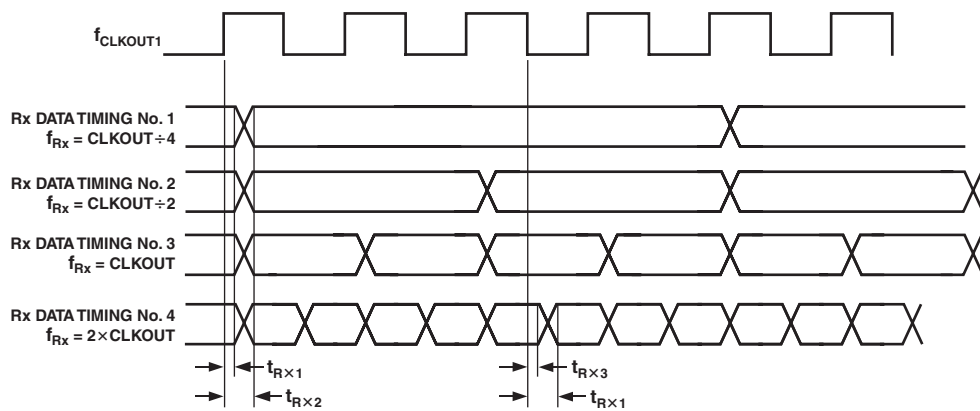 fCLKOUT1
Rx DATA TIMING No. 1
fRx = CLKOUT÷4
Rx DATA TIMING No. 2
fRx = CLKOUT÷2
Rx DATA TIMING No. 3
fRx = CLKOUT
Rx DATA TIMING No. 4
fRx = 2×CLKOUT
tR×1
tR×3
tR×2
tR×1